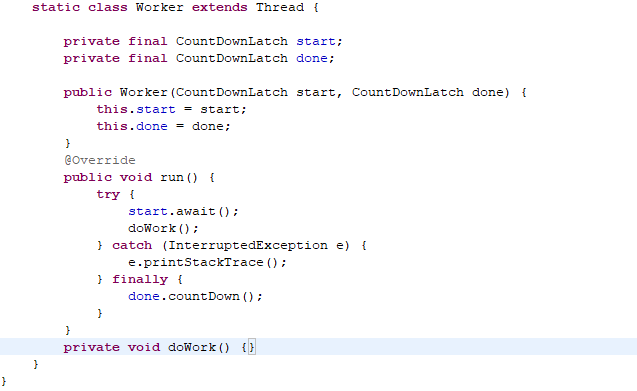 static class Worker extends Thread {
private final CountDownLatch start;
private final CountDownLatch done;
public Worker(CountDownLatch start, CountDownLatch done) {
this.start = start;
this.done = done;
}
@Override
public void run() {
try {
start.await();
doWork();
} catch (InterruptedException e) {
e.printStackTrace();
} finally {
done.countDown();
}
}
private void doWork() {}
}
}